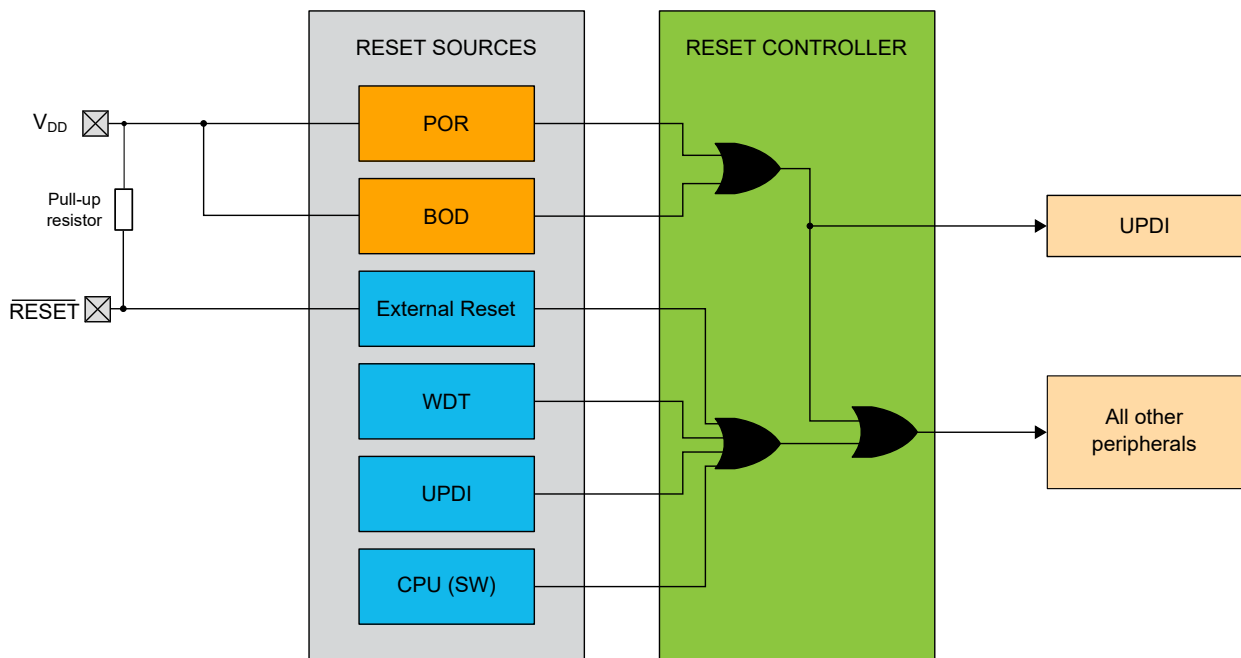 RESET SOURCES
RESET CONTROLLER
VDD
POR
Pull-up
resistor
BOD
UPDI
RESET
External Reset
WDT
All other
peripherals
UPDI
CPU (SW)